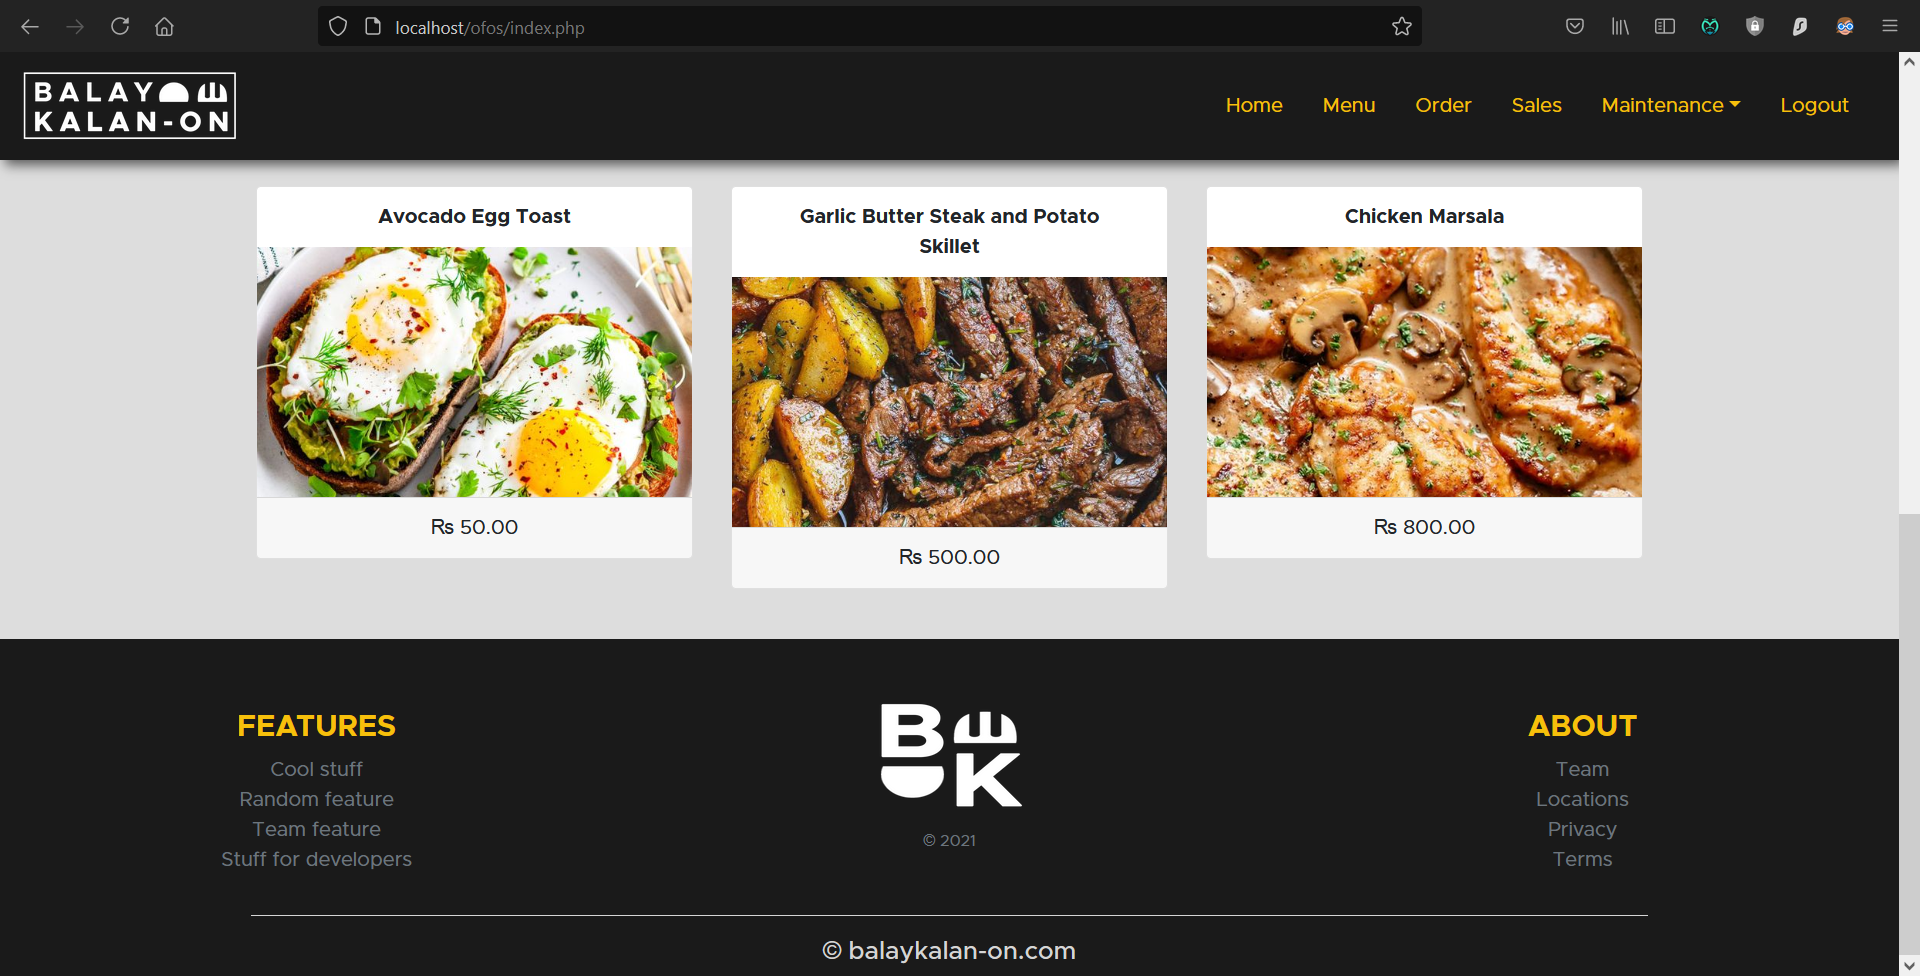 localhost/ofos/index.php
BALAY
KALAN-ON
Home Menu Order Sales Maintenance Logout
Avocado Egg Toast
₨ 50.00
Garlic Butter Steak and Potato
Skillet
₨ 500.00
Chicken Marsala
₨ 800.00
FEATURES
Cool stuff
Random feature
Team feature
Stuff for developers
B K
© 2021
ABOUT
Team
Locations
Privacy
Terms
© balaykalan-on.com